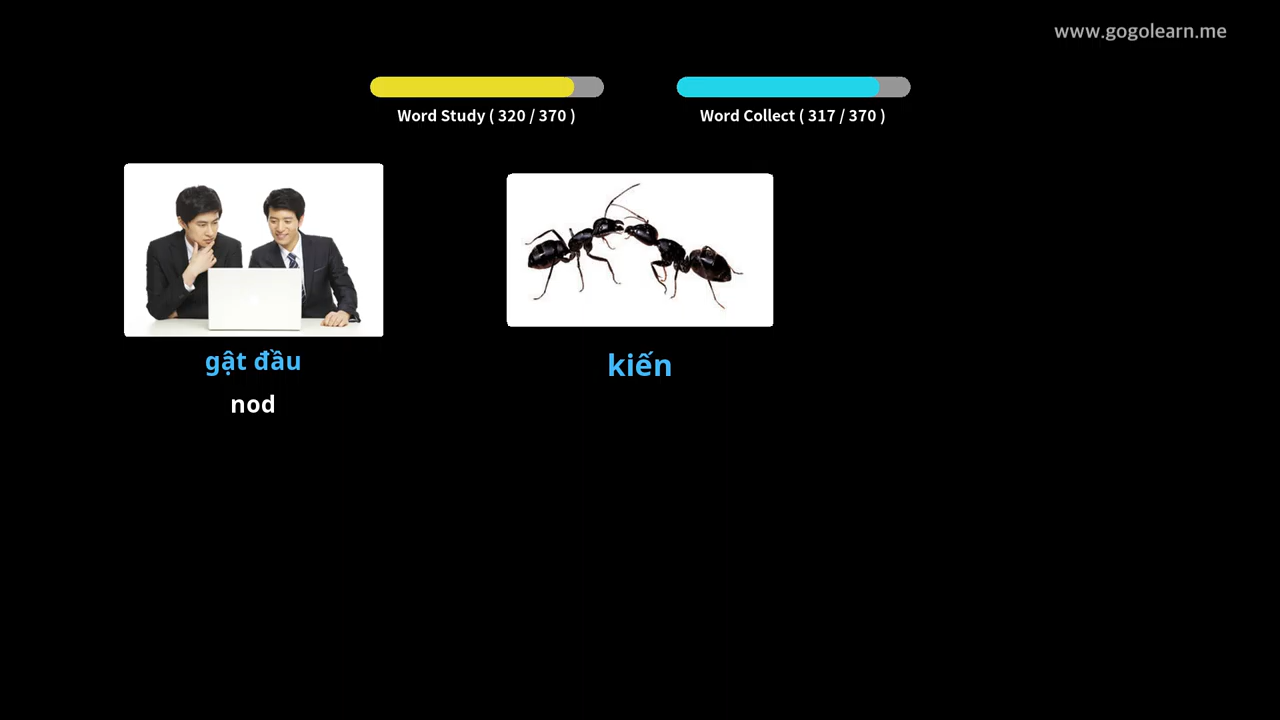 www.gogolearn.me
Word Study ( 320 / 370 )
Word Collect ( 317 / 370 )
gật đầu
nod
kiến